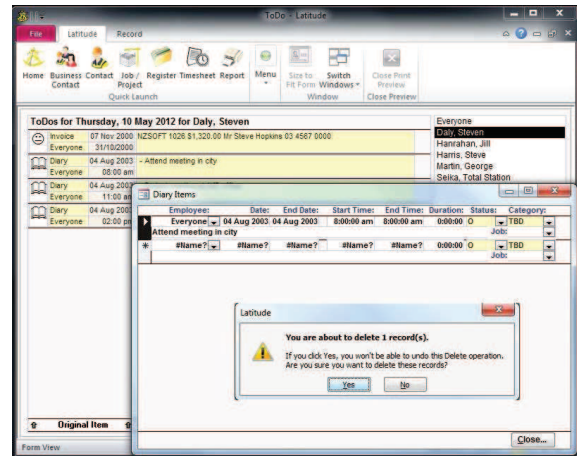 ToDo - Latitude
File Latitude Record
Home Business Contact Contact Job / Project Register Timesheet Report Menu Size to Fit Form Switch Windows Close Print Preview
Quick Launch Window Close Preview
ToDos for Thursday, 10 May 2012 for Daly, Steven
Invoice 07 Nov 2000 NZSOFT 1026 $1,320.00 Mr Steve Hopkins 03 4567 0000
Everyone 31/10/2000
Diary 04 Aug 2003 - Attend meeting in city
Everyone 08:00 am
Diary 04 Aug 2003
Everyone 11:00 am
Diary 04 Aug 2003
Everyone 02:00 pm
Everyone
Daly, Steven
Hanrahan, Jill
Harris, Steve
Martin, George
Selka, Total Station
Diary Items
Employee: Date: End Date: Start Time: End Time: Duration: Status: Category:
Everyone 04 Aug 2003 04 Aug 2003 8:00:00 am 8:00:00 am 0:00:00 O TBD
Attend meeting in city Job:
#Name? #Name? #Name? #Name? #Name? 0:00:00 O TBD
Job:
Latitude
You are about to delete 1 record(s).
If you click Yes, you won't be able to undo this Delete operation.
Are you sure you want to delete these records?
Yes No
Original Item
Close...
Form View